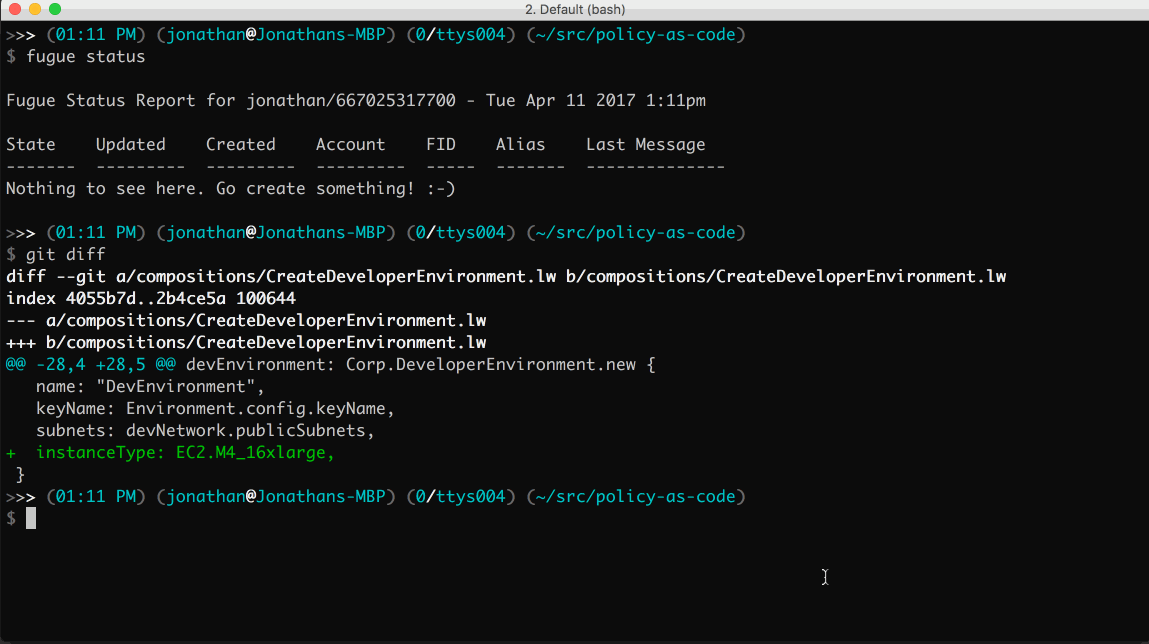 2. Default (bash)
>>> (01:11 PM) (jonathan@Jonathans-MBP) (0/ttys004) (~/src/policy-as-code)
$ fugue status
Fugue Status Report for jonathan/667025317700 - Tue Apr 11 2017 1:11pm
State    Updated    Created    Account    FID    Alias    Last Message
-------  ---------  ---------  ---------  -----  -------  --------------
Nothing to see here. Go create something! :-)
>>> (01:11 PM) (jonathan@Jonathans-MBP) (0/ttys004) (~/src/policy-as-code)
$ git diff
diff --git a/compositions/CreateDeveloperEnvironment.lw b/compositions/CreateDeveloperEnvironment.lw
index 4055b7d..2b4ce5a 100644
--- a/compositions/CreateDeveloperEnvironment.lw
+++ b/compositions/CreateDeveloperEnvironment.lw
@@ -28,4 +28,5 @@ devEnvironment: Corp.DeveloperEnvironment.new {
   name: "DevEnvironment",
   keyName: Environment.config.keyName,
   subnets: devNetwork.publicSubnets,
+  instanceType: EC2.M4_16xlarge,
 }
>>> (01:11 PM) (jonathan@Jonathans-MBP) (0/ttys004) (~/src/policy-as-code)
$